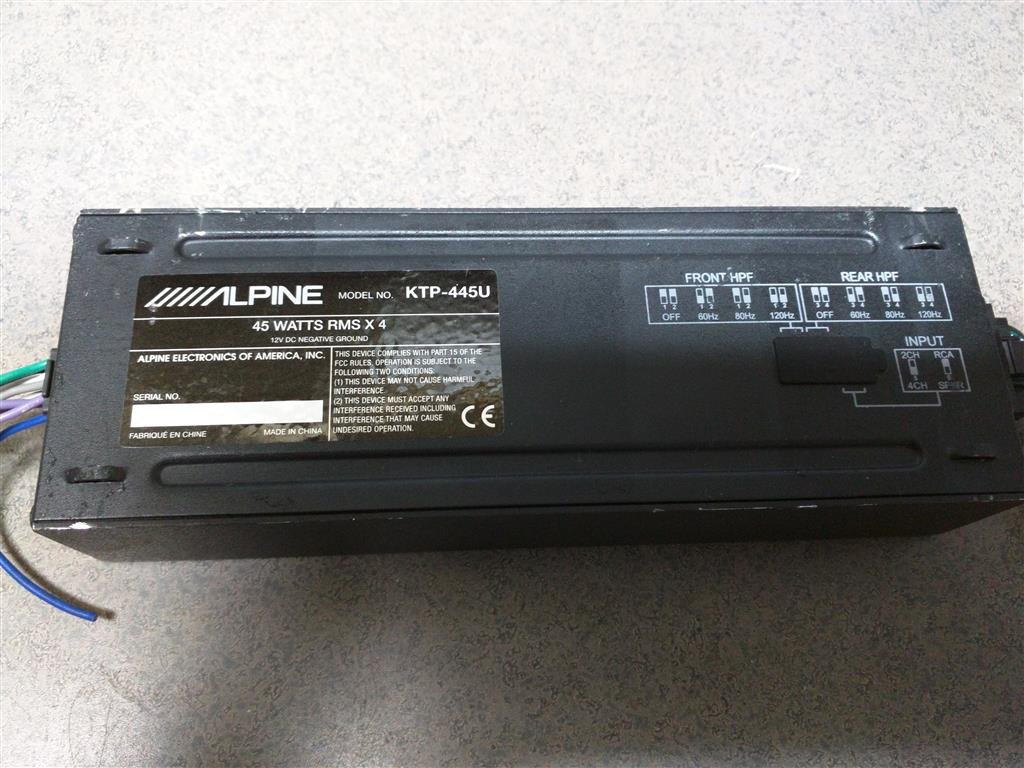 ALPINE MODEL NO. KTP-445U
45 WATTS RMS X 4
12V DC NEGATIVE GROUND
ALPINE ELECTRONICS OF AMERICA, INC.
SERIAL NO.
FABRIQUÉ EN CHINE MADE IN CHINA
THIS DEVICE COMPLIES WITH PART 15 OF THE
FCC RULES. OPERATION IS SUBJECT TO THE
FOLLOWING TWO CONDITIONS:
(1) THIS DEVICE MAY NOT CAUSE HARMFUL
INTERFERENCE.
(2) THIS DEVICE MUST ACCEPT ANY
INTERFERENCE RECEIVED INCLUDING
INTERFERENCE THAT MAY CAUSE
UNDESIRED OPERATION.
CE
FRONT HPF
1 2 1 2 1 2 1 2
OFF 60Hz 80Hz 120Hz
REAR HPF
3 4 3 4 3 4 3 4
OFF 60Hz 80Hz 120Hz
INPUT
2CH RCA
4CH SPKR